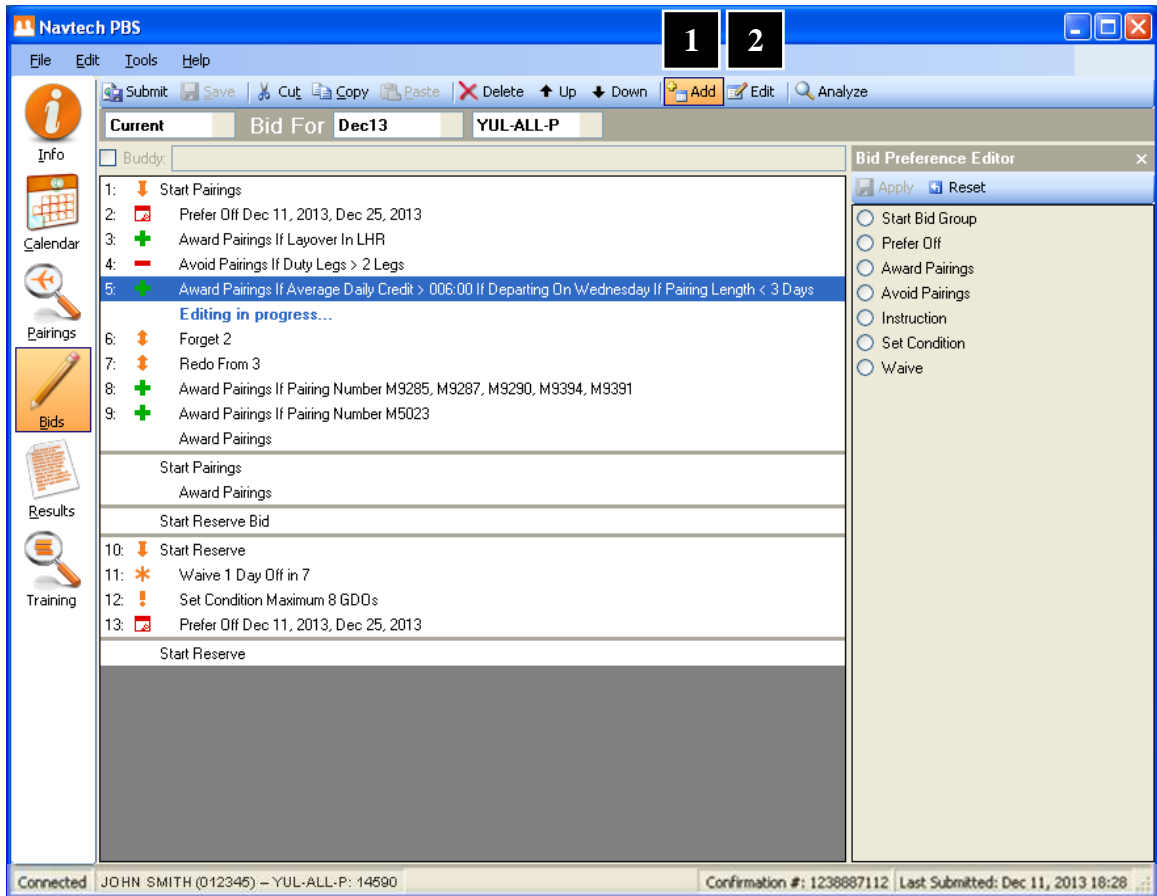 Navtech PBS
1 2
File Edit Tools Help
Submit Save Cut Copy Paste Delete Up Down Add Edit Analyze
Current Bid For Dec13 YUL-ALL-P
Info
Calendar
Pairings
Bids
Results
Training
Buddy:
1: Start Pairings
2: Prefer Off Dec 11, 2013, Dec 25, 2013
3: Award Pairings If Layover In LHR
4: Avoid Pairings If Duty Legs > 2 Legs
5: Award Pairings If Average Daily Credit > 006:00 If Departing On Wednesday If Pairing Length < 3 Days
Editing in progress...
6: Forget 2
7: Redo From 3
8: Award Pairings If Pairing Number M9285, M9287, M9290, M9394, M9391
9: Award Pairings If Pairing Number M5023
Award Pairings
Start Pairings
Award Pairings
Start Reserve Bid
10: Start Reserve
11: Waive 1 Day Off in 7
12: Set Condition Maximum 8 GDOs
13: Prefer Off Dec 11, 2013, Dec 25, 2013
Start Reserve
Bid Preference Editor
Apply Reset
Start Bid Group
Prefer Off
Award Pairings
Avoid Pairings
Instruction
Set Condition
Waive
Connected JOHN SMITH (012345) – YUL-ALL-P: 14590 Confirmation #: 1238887112 Last Submitted: Dec 11, 2013 18:28